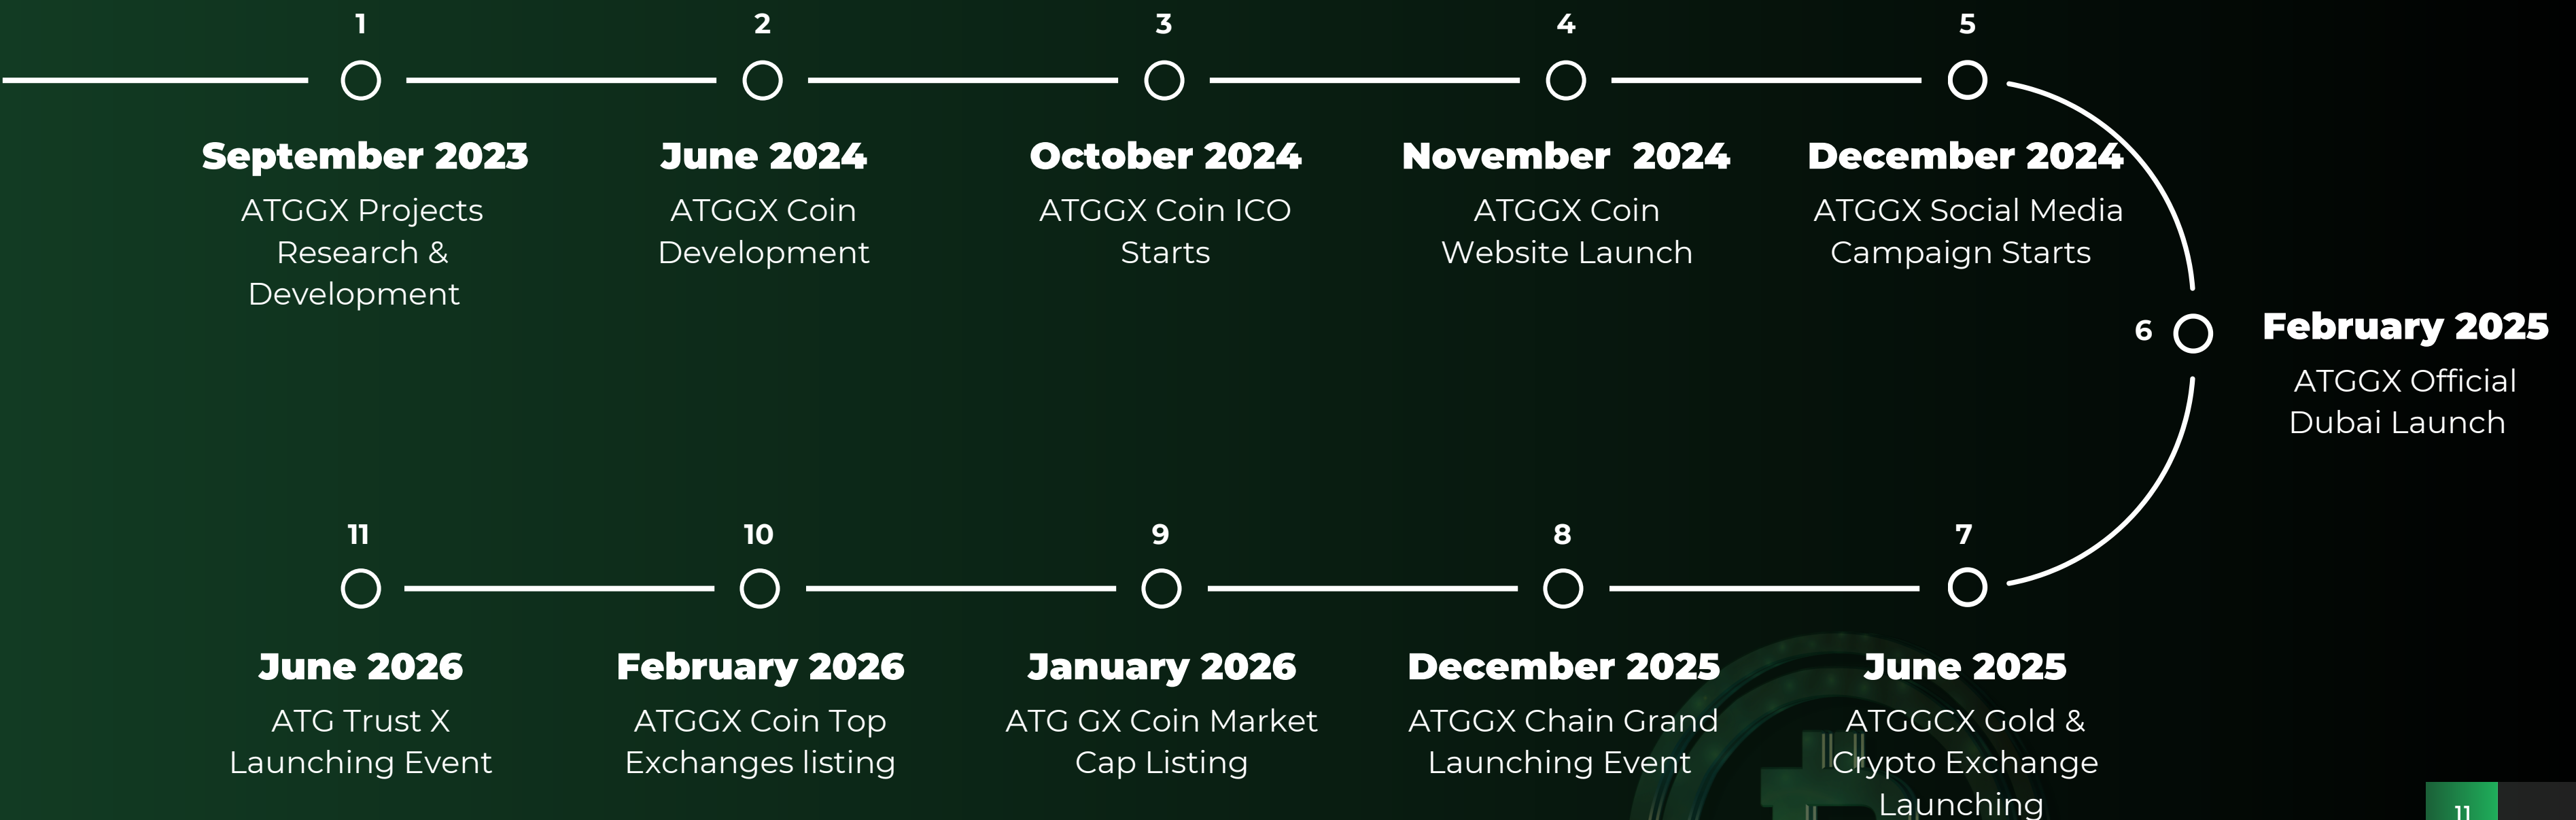 1
September 2023
ATGGX Projects
Research &
Development
2
June 2024
ATGGX Coin
Development
3
October 2024
ATGGX Coin ICO
Starts
4
November  2024
ATGGX Coin
Website Launch
5
December 2024
ATGGX Social Media
Campaign Starts
6
February 2025
ATGGX Official
Dubai Launch
7
June 2025
ATGGCX Gold &
Crypto Exchange
Launching
8
December 2025
ATGGX Chain Grand
Launching Event
9
January 2026
ATG GX Coin Market
Cap Listing
10
February 2026
ATGGX Coin Top
Exchanges listing
11
June 2026
ATG Trust X
Launching Event
11